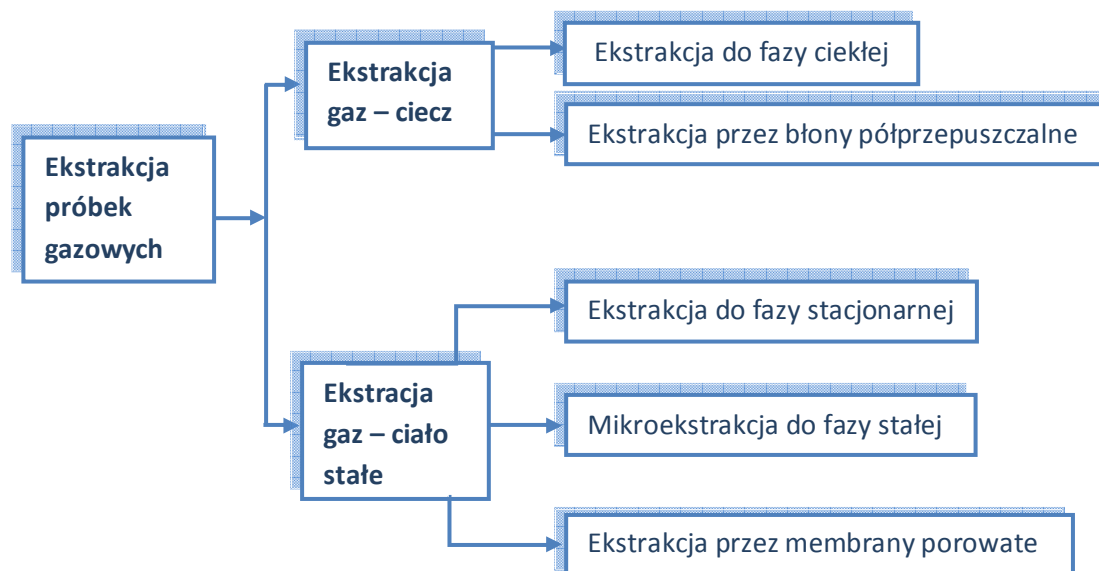 Ekstrakcja
próbek
gazowych
Ekstrakcja
gaz – ciecz
Ekstrakcja do fazy ciekłej
Ekstrakcja przez błony półprzepuszczalne
Ekstracja
gaz – ciało
stałe
Ekstrakcja do fazy stacjonarnej
Mikroekstrakcja do fazy stałej
Ekstrakcja przez membrany porowate